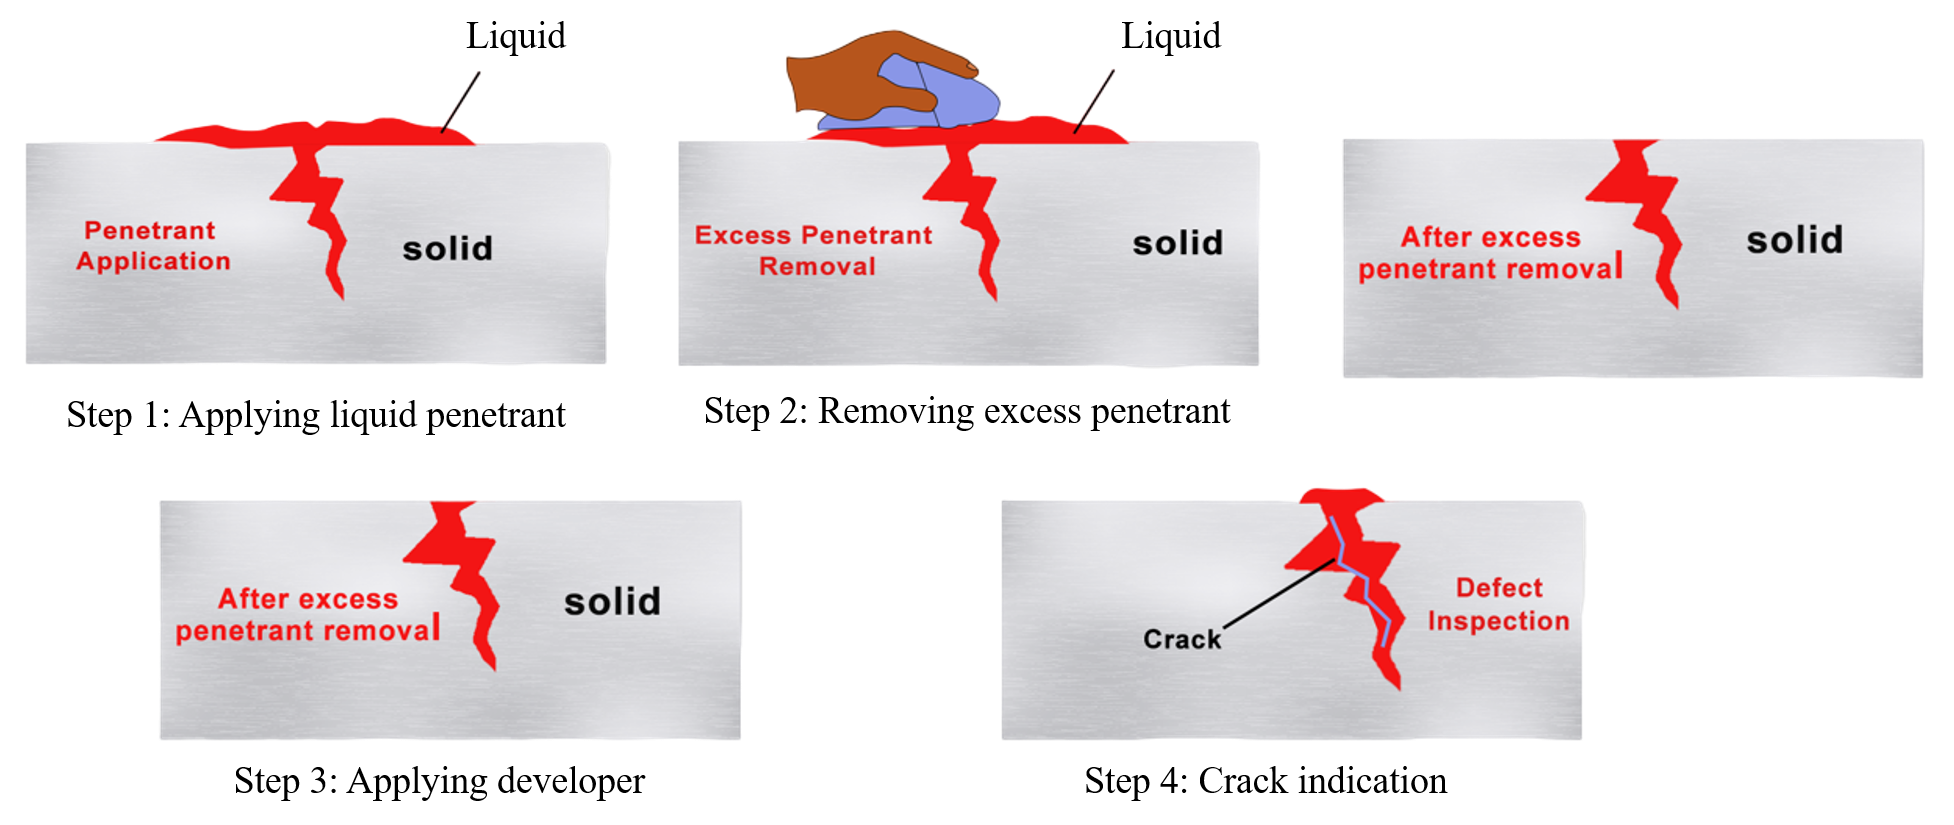 Liquid
Penetrant
Application
solid
Step 1: Applying liquid penetrant
Liquid
Excess Penetrant
Removal
solid
Step 2: Removing excess penetrant
After excess
penetrant removal
solid
After excess
penetrant removal
solid
Step 3: Applying developer
Crack
Defect
Inspection
Step 4: Crack indication